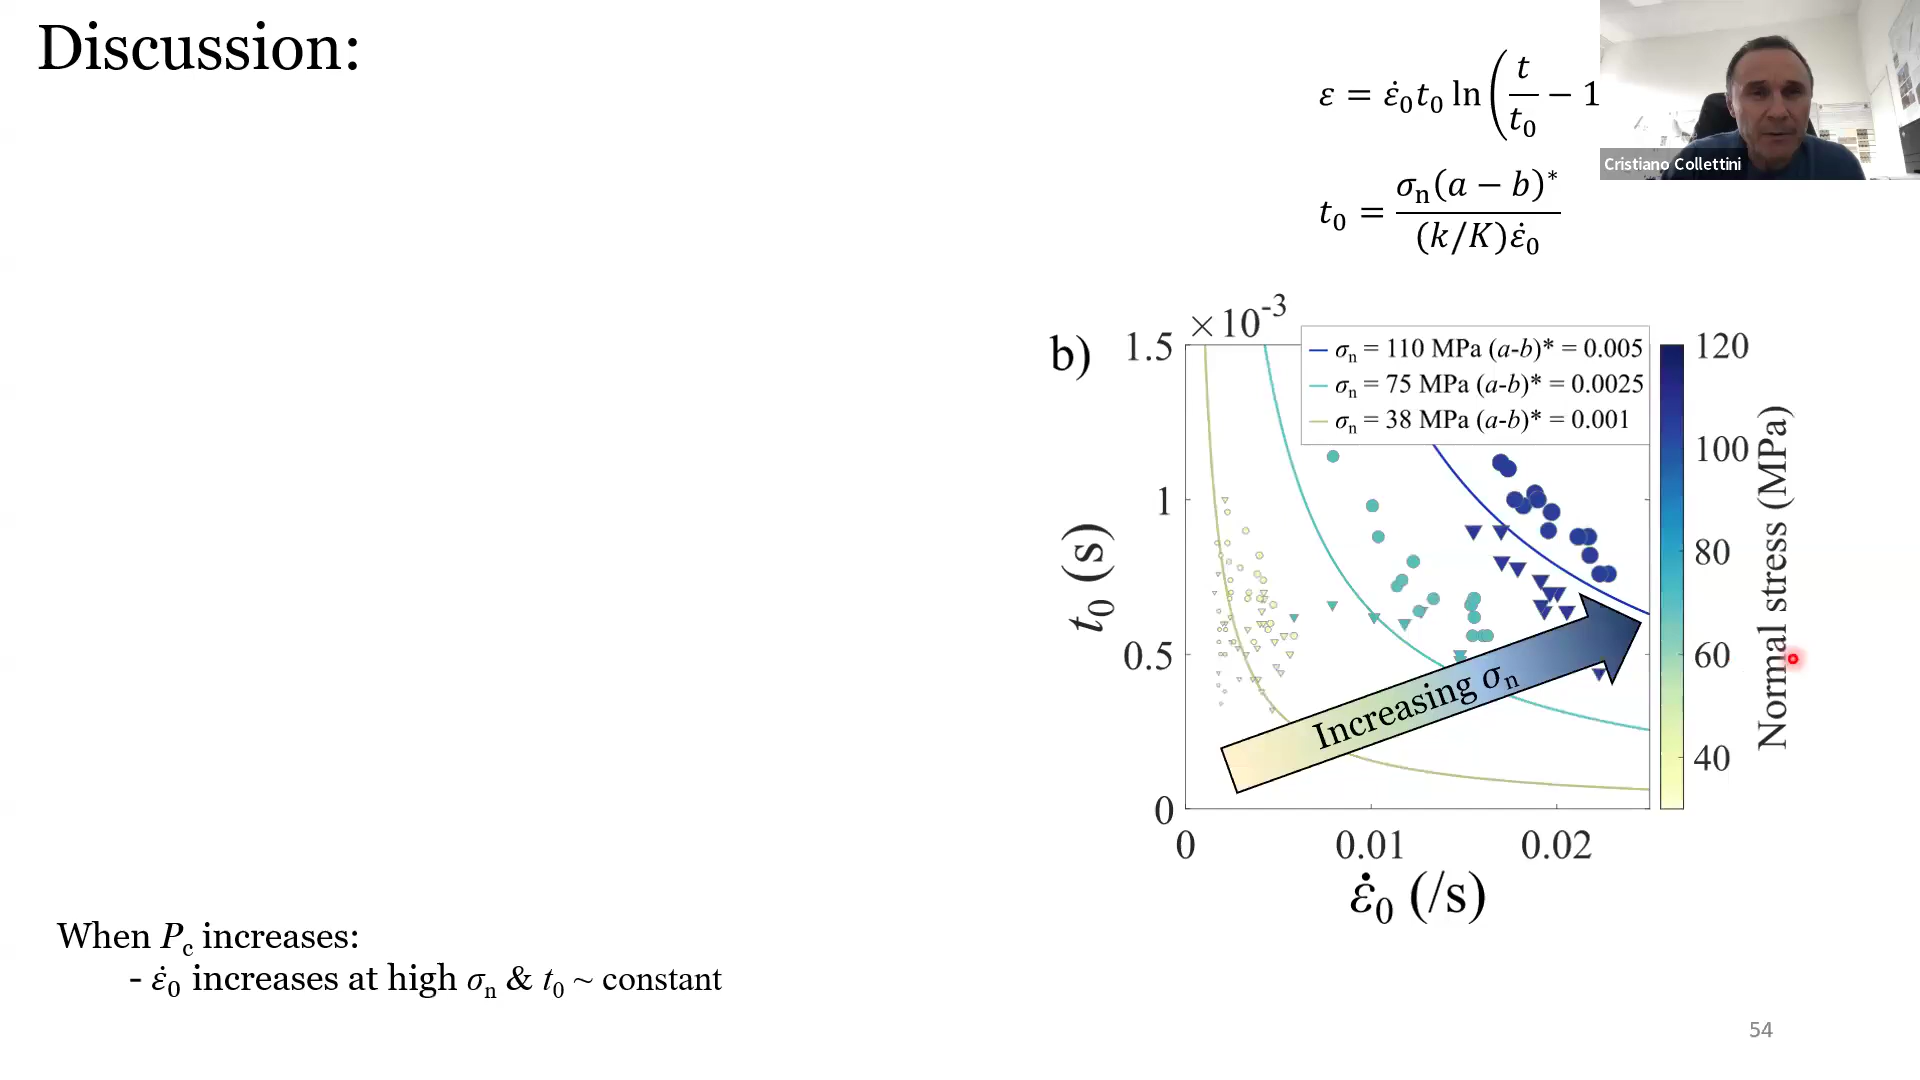 Discussion:
ε = ε̇₀t₀ ln(t/t₀ − 1
Cristiano Collettini
t₀ = σₙ(a − b)* / (k/K)ε̇₀
b)
×10⁻³
σₙ = 110 MPa (a-b)* = 0.005
σₙ = 75 MPa (a-b)* = 0.0025
σₙ = 38 MPa (a-b)* = 0.001
1.5
1
0.5
0
t₀ (s)
Increasing σₙ
0 0.01 0.02
ε̇₀ (/s)
120
100
80
60
40
Normal stress (MPa)
When P꜀ increases:
- ε̇₀ increases at high σₙ & t₀ ~ constant
54